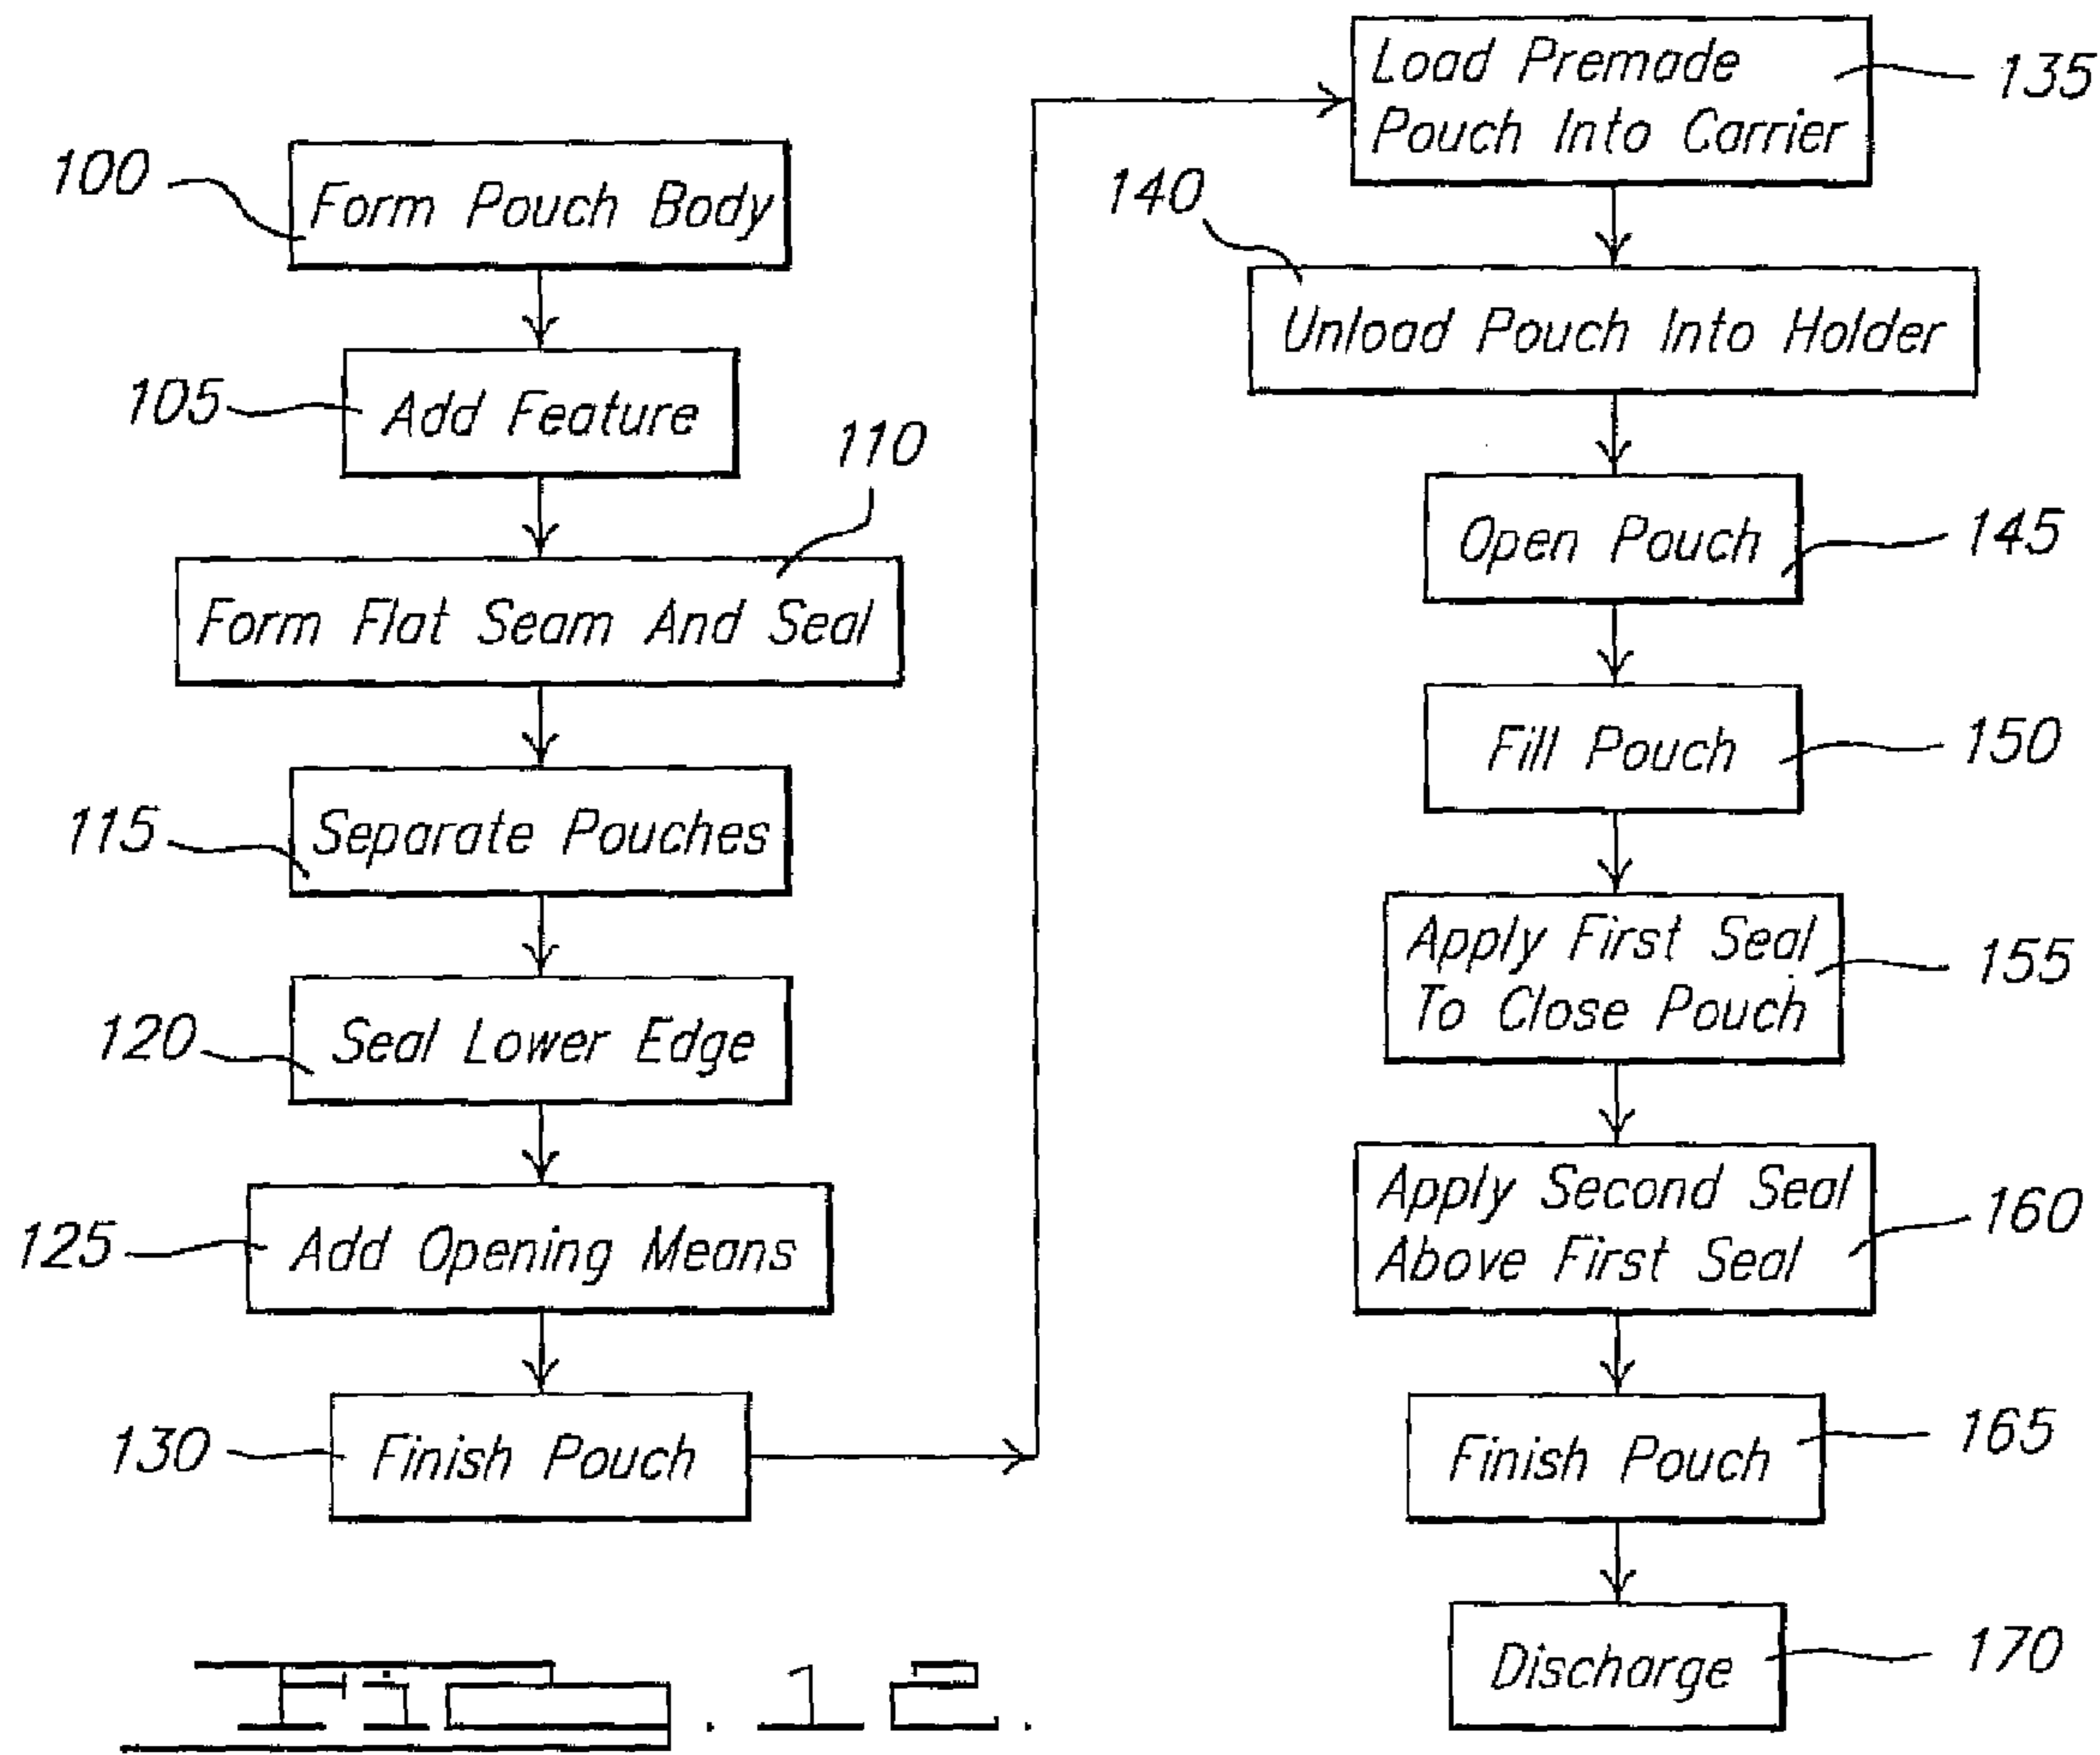 100
Form Pouch Body
105
Add Feature
110
Form Flat Seam And Seal
115
Separate Pouches
120
Seal Lower Edge
125
Add Opening Means
130
Finish Pouch
135
Load Premade
Pouch Into Carrier
140
Unload Pouch Into Holder
145
Open Pouch
150
Fill Pouch
155
Apply First Seal
To Close Pouch
160
Apply Second Seal
Above First Seal
165
Finish Pouch
170
Discharge
Fig. 12.